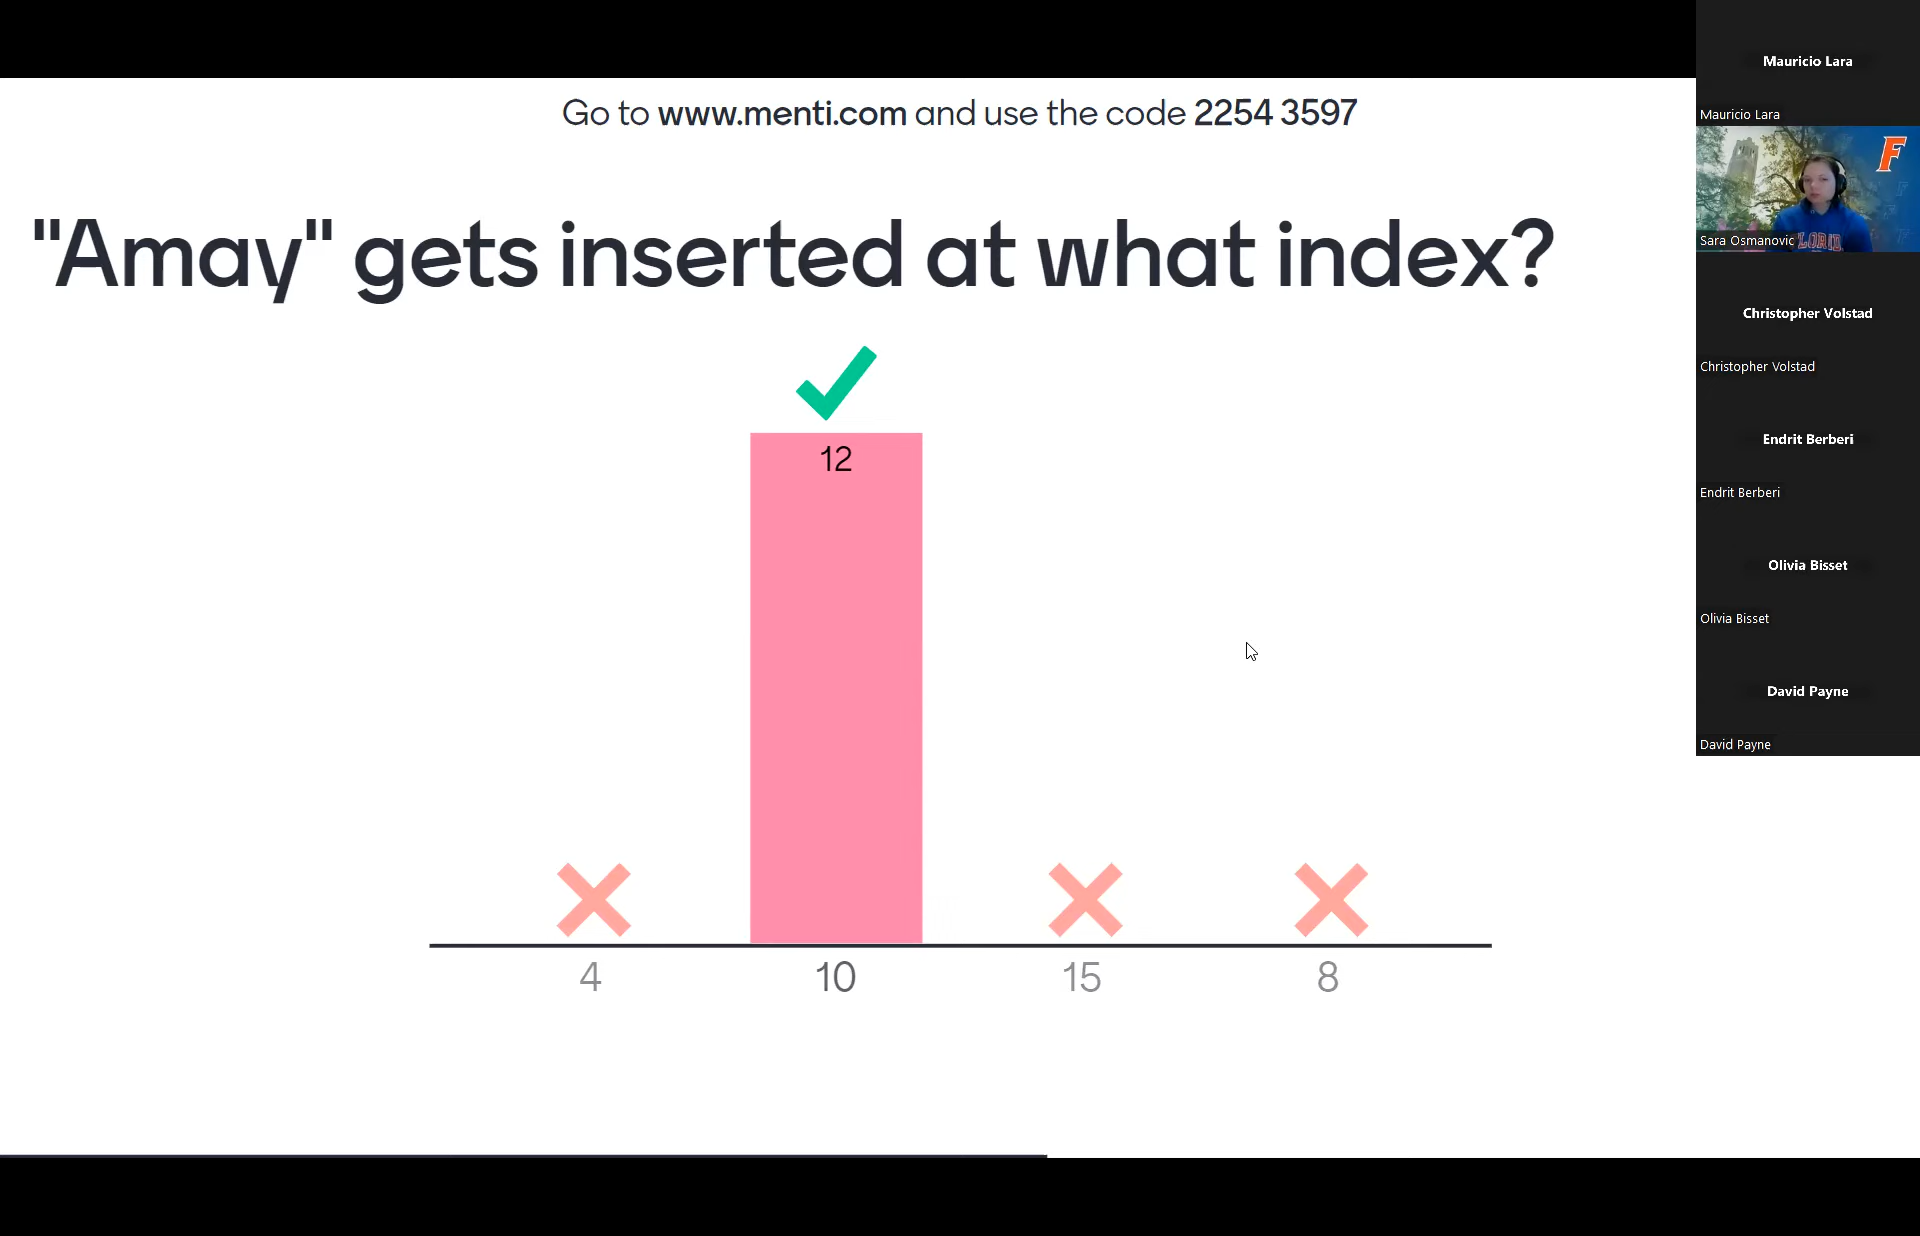 Go to www.menti.com and use the code 2254 3597
"Amay" gets inserted at what index?
12
4 10 15 8
Mauricio Lara
Mauricio Lara
F
Sara Osmanovic
FLORID
Christopher Volstad
Christopher Volstad
Endrit Berberi
Endrit Berberi
Olivia Bisset
Olivia Bisset
David Payne
David Payne